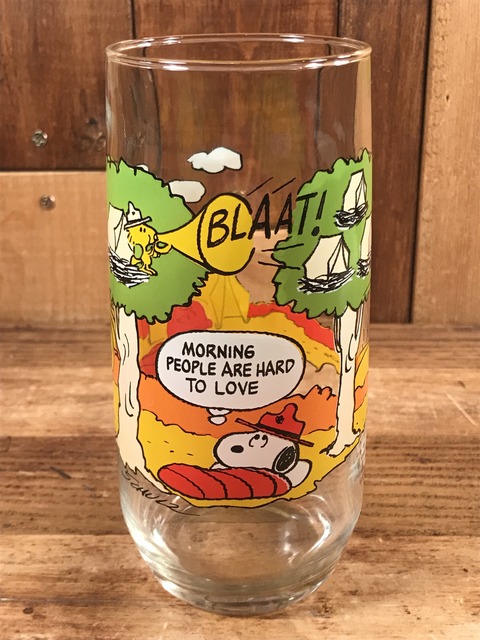 BLAAT!
MORNING
PEOPLE ARE HARD
TO LOVE